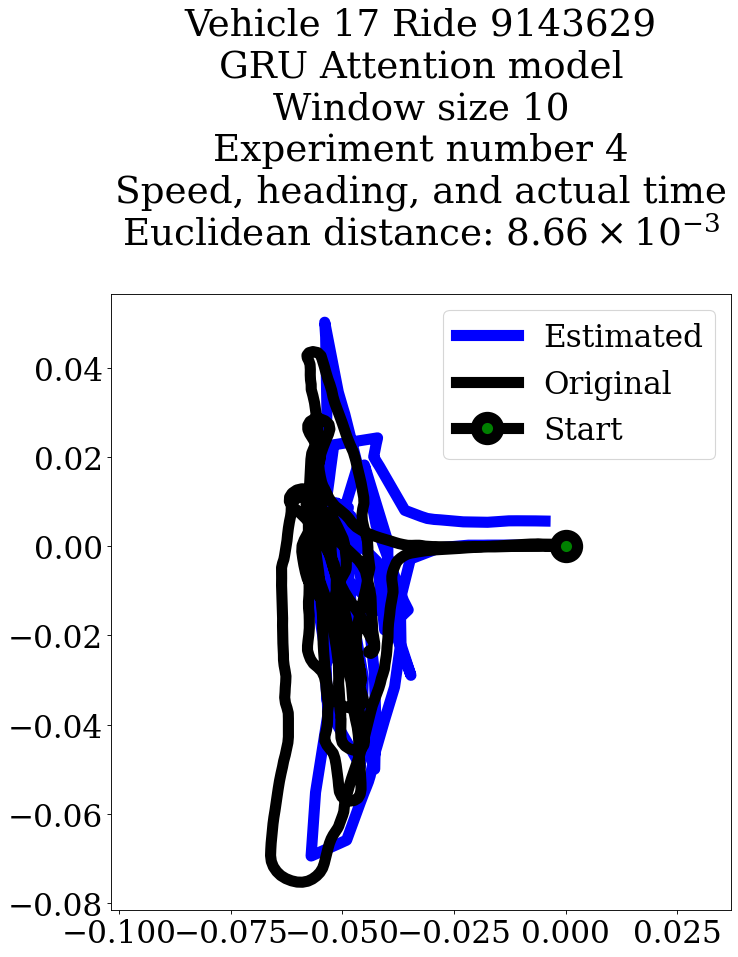 Vehicle 17 Ride 9143629
GRU Attention model
Window size 10
Experiment number 4
Speed, heading, and actual time
Euclidean distance: 8.66 × 10⁻³
Estimated
Original
Start
0.04
0.02
0.00
−0.02
−0.04
−0.06
−0.08
−0.100 −0.075 −0.050 −0.025 0.000 0.025